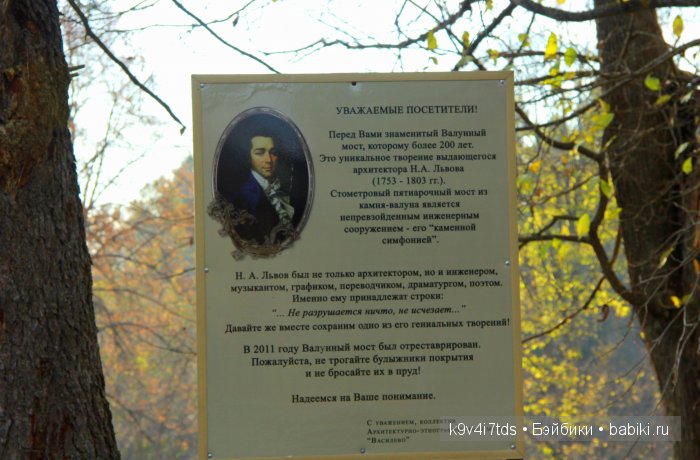 УВАЖАЕМЫЕ ПОСЕТИТЕЛИ!
Перед Вами знаменитый Валунный
мост, которому более 200 лет.
Это уникальное творение выдающегося
архитектора Н.А. Львова
(1753 - 1803 гг.).
Стометровый пятиарочный мост из
камня-валуна является
непревзойденным инженерным
сооружением - его "каменной
симфонией".
Н. А. Львов был не только архитектором, но и инженером,
музыкантом, графиком, переводчиком, драматургом, поэтом.
Именно ему принадлежат строки:
"... Не разрушается ничто, не исчезает..."
Давайте же вместе сохраним одно из его гениальных творений!
В 2011 году Валунный мост был отреставрирован.
Пожалуйста, не трогайте булыжники покрытия
и не бросайте их в пруд!
Надеемся на Ваше понимание.
С уважением, коллектив
"Василево"
k9v4i7tds • Бэйбики • babiki.ru